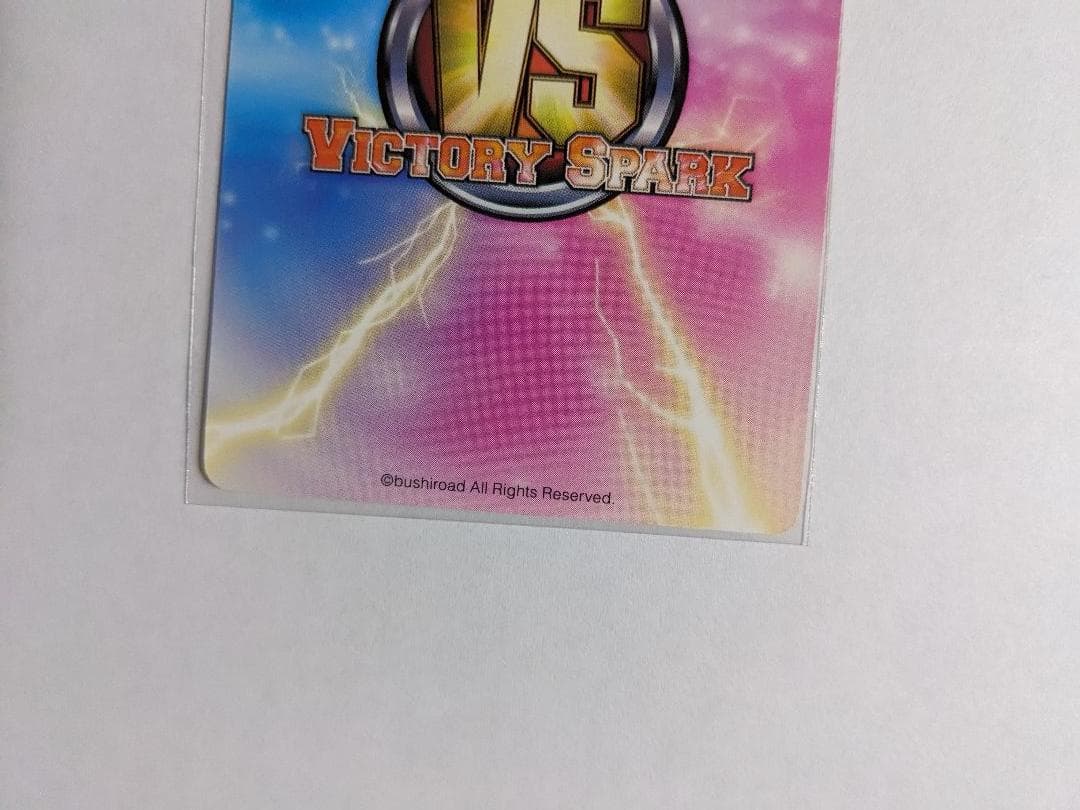 VS
VICTORY SPARK
©bushiroad All Rights Reserved.